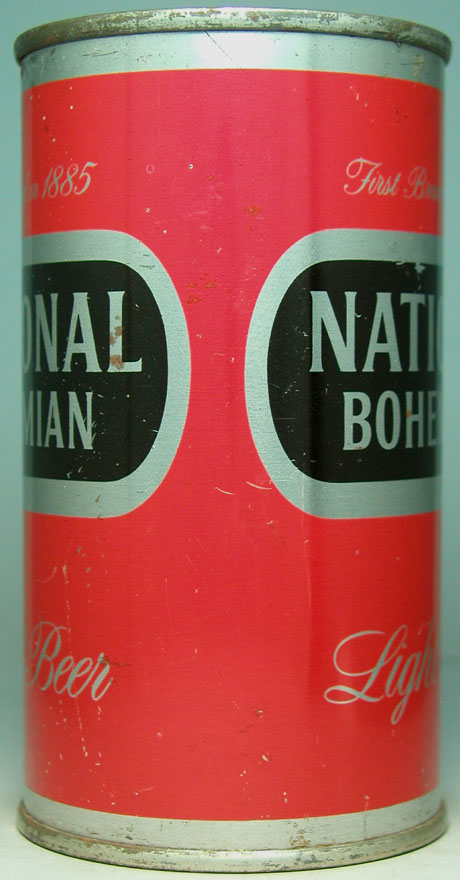 1885
First
ONAL
MIAN
NATI
BOHE
Beer
Ligh